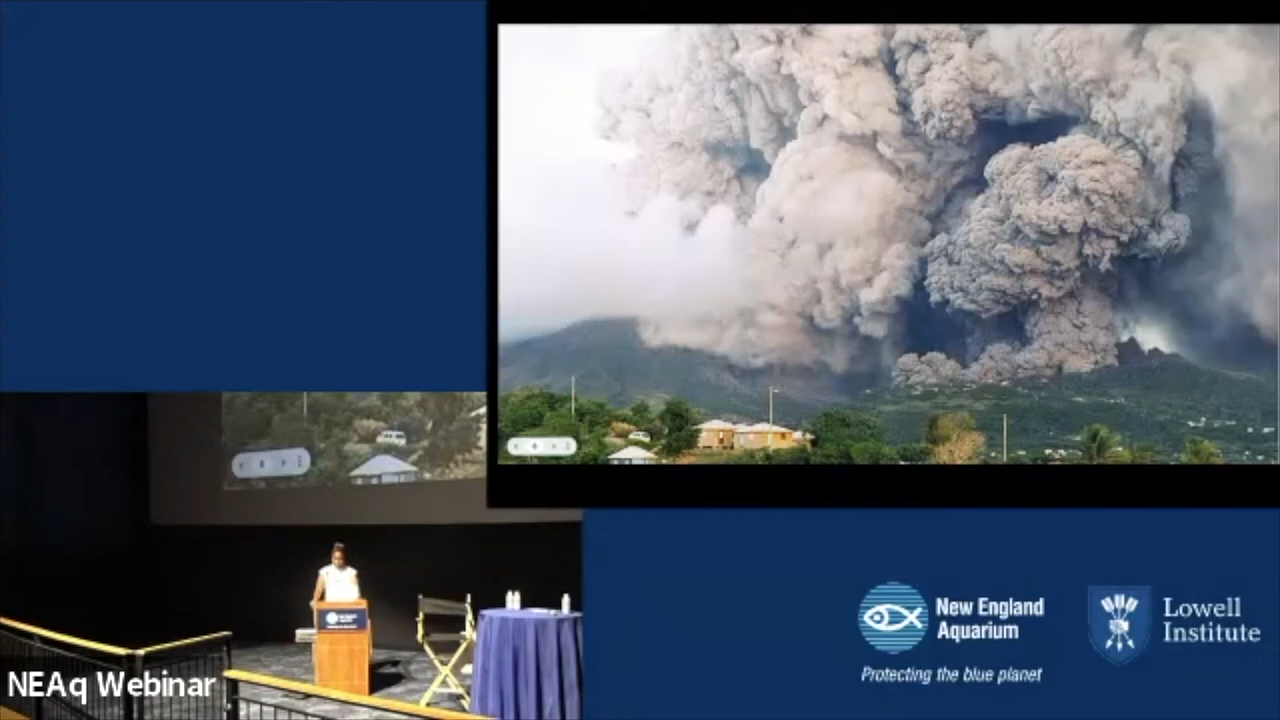 NEAq Webinar
New England
Aquarium
Protecting the blue planet
Lowell
Institute